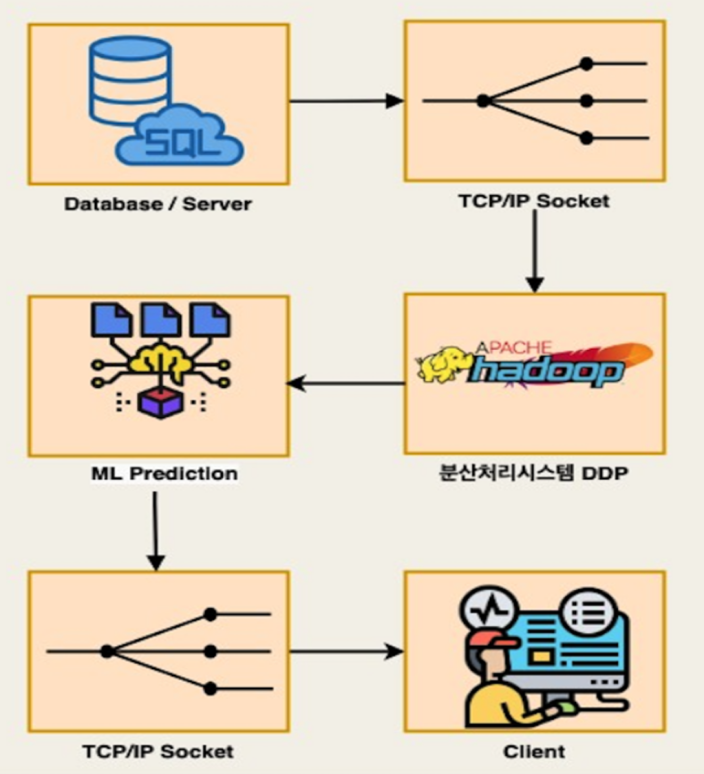 SQL
Database / Server
TCP/IP Socket
APACHE
hadoop
ML Prediction
분산처리시스템 DDP
TCP/IP Socket
Client